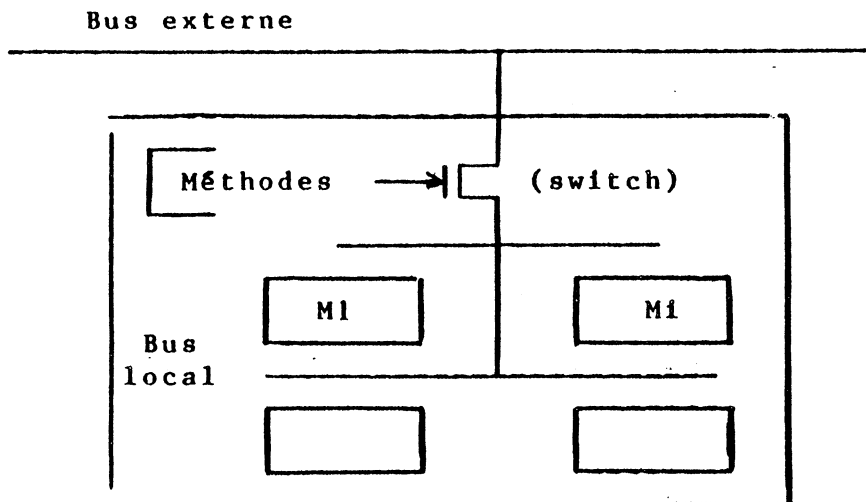 Bus externe
Méthodes
(switch)
M1
Mi
Bus
local